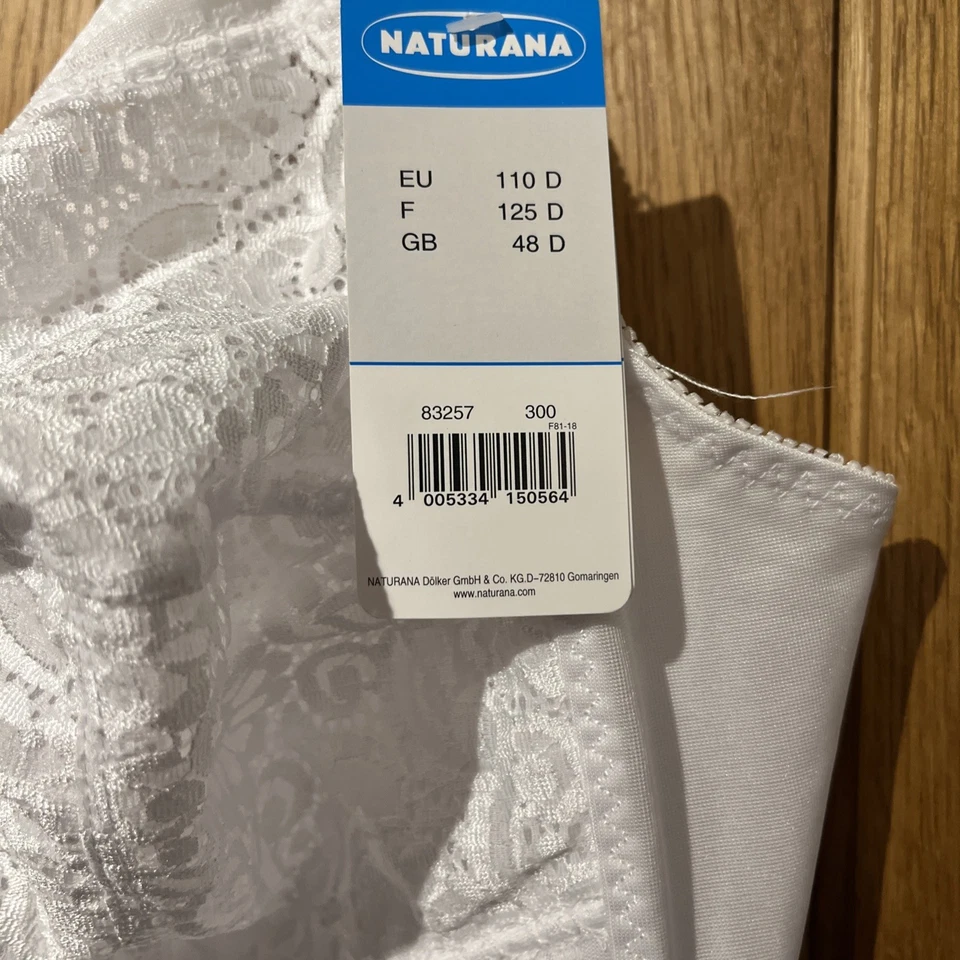 NATURANA
EU 110 D
F 125 D
GB 48 D
83257 300
F81-18
4 005334 150564
NATURANA Dölker GmbH & Co. KG.D-72810 Gomaringen
www.naturana.com